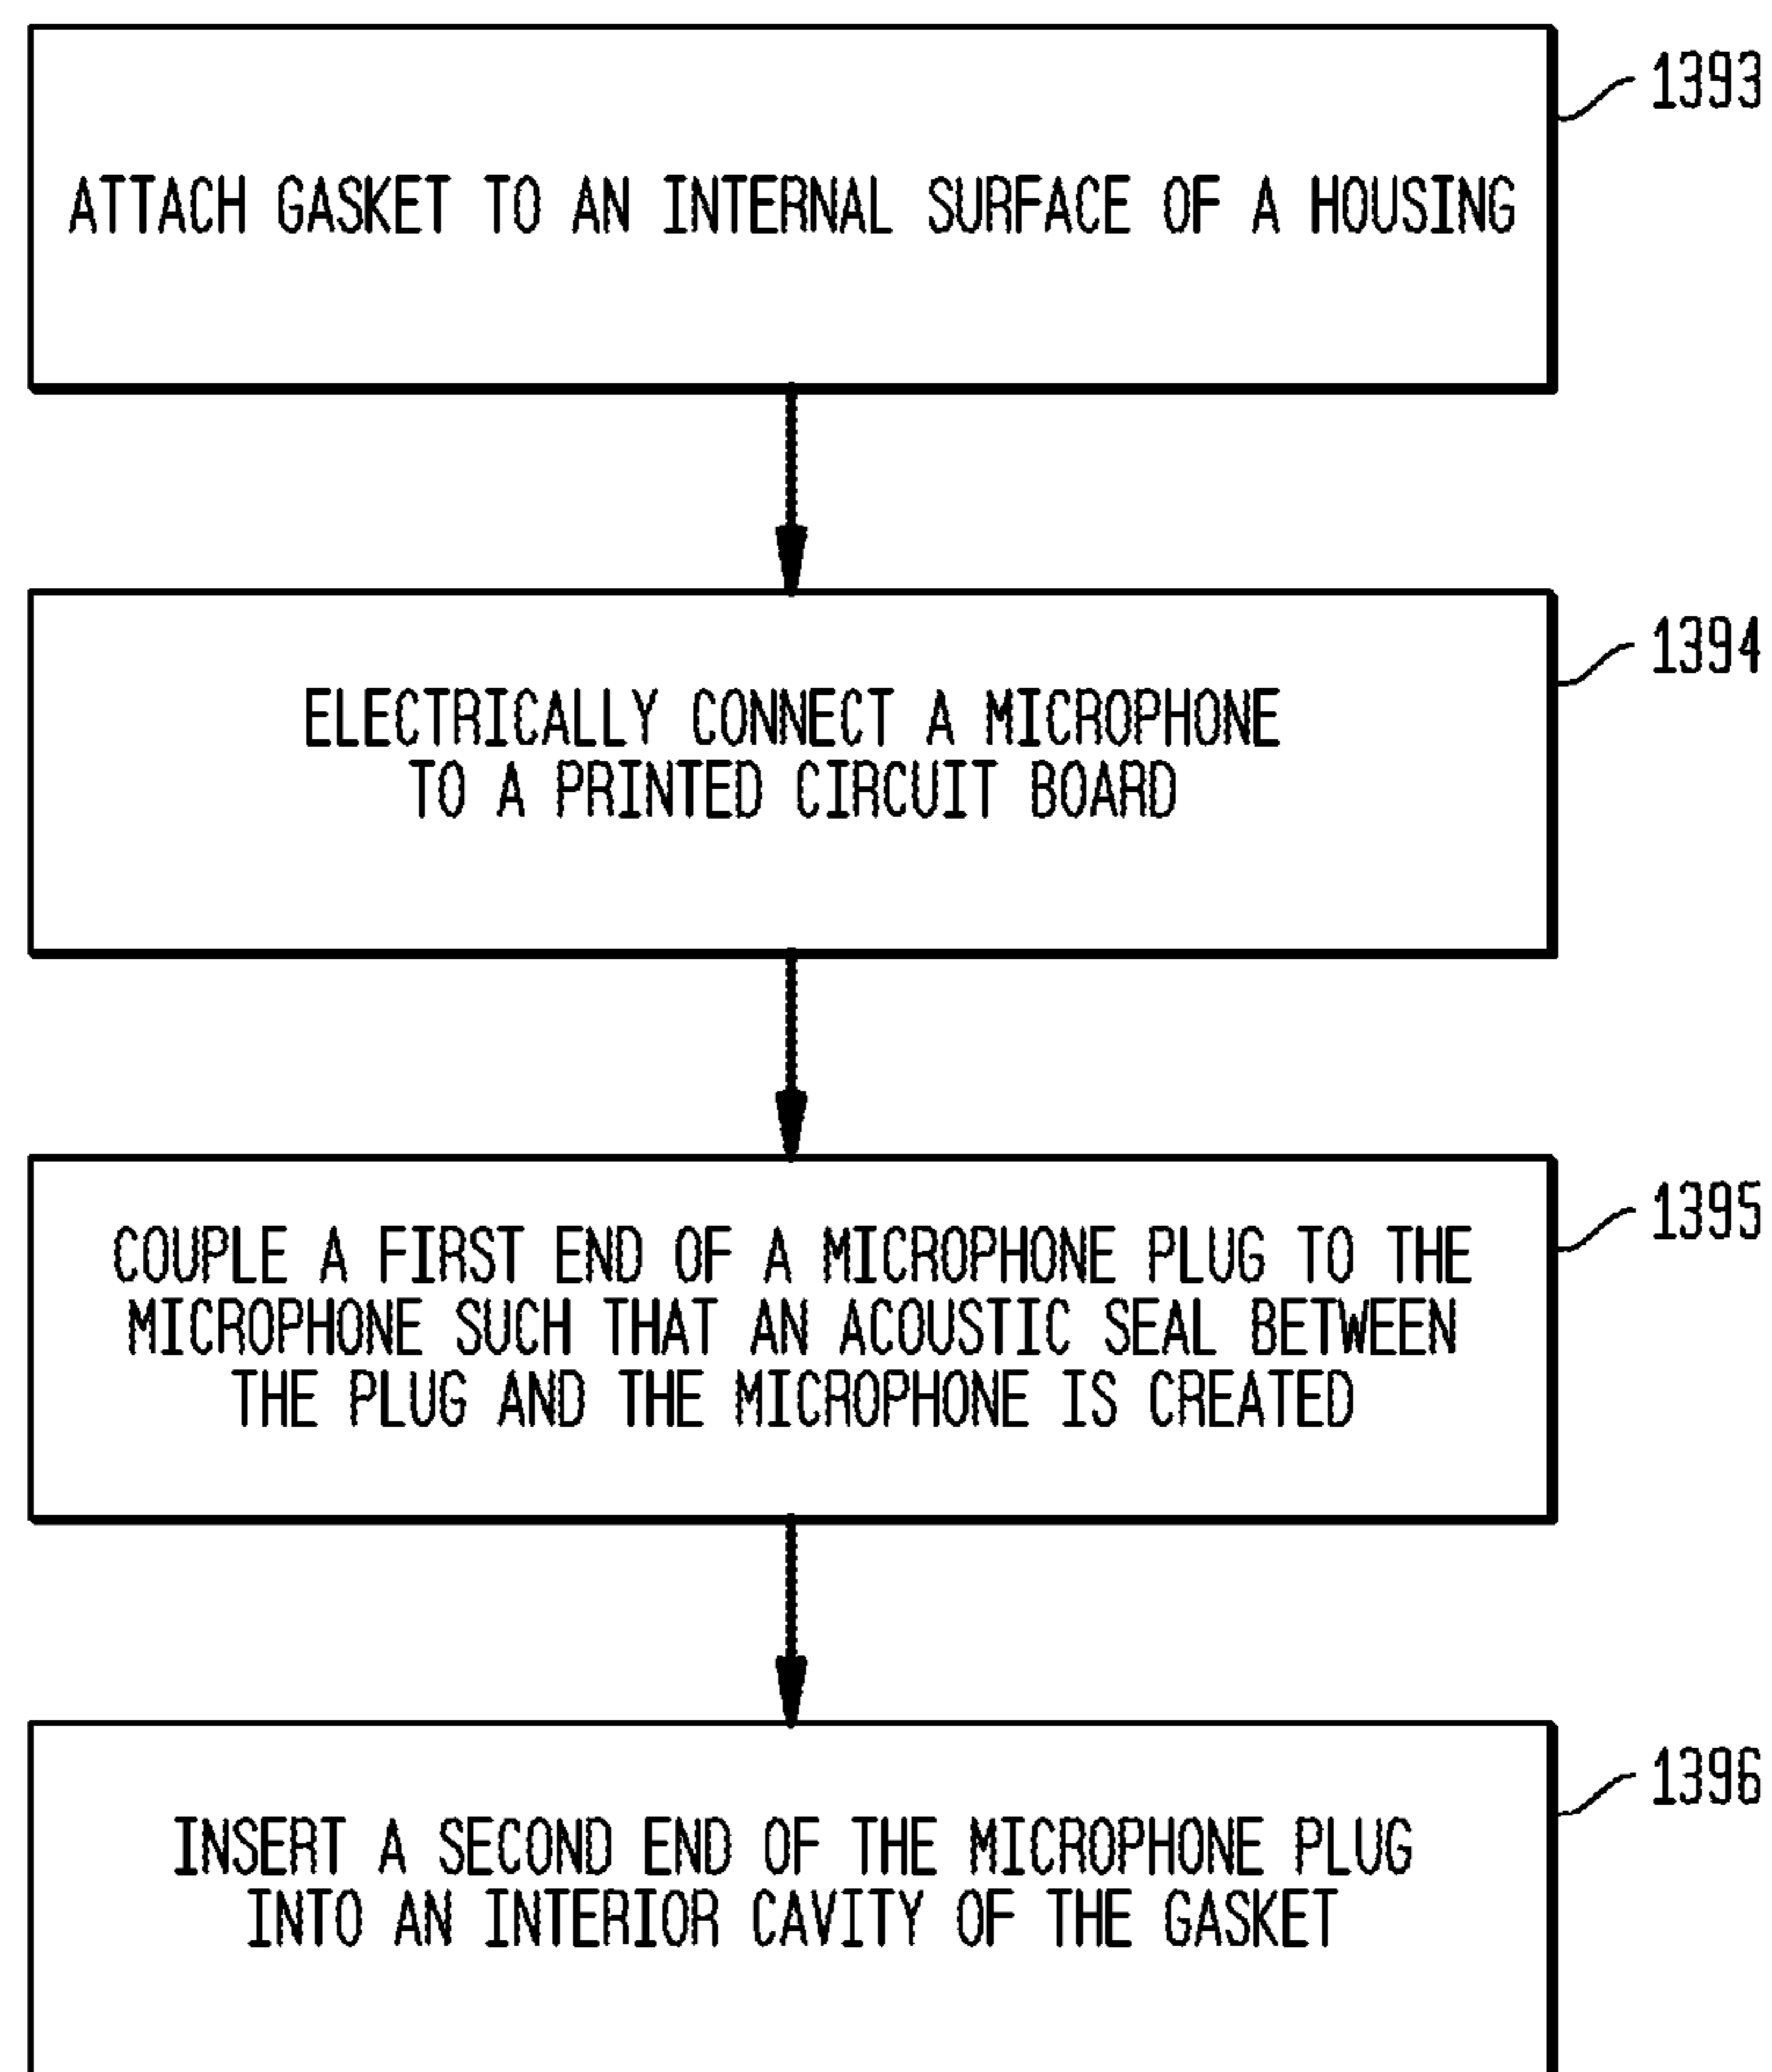 1393
ATTACH GASKET TO AN INTERNAL SURFACE OF A HOUSING
1394
ELECTRICALLY CONNECT A MICROPHONE
TO A PRINTED CIRCUIT BOARD
1395
COUPLE A FIRST END OF A MICROPHONE PLUG TO THE
MICROPHONE SUCH THAT AN ACOUSTIC SEAL BETWEEN
THE PLUG AND THE MICROPHONE IS CREATED
1396
INSERT A SECOND END OF THE MICROPHONE PLUG
INTO AN INTERIOR CAVITY OF THE GASKET